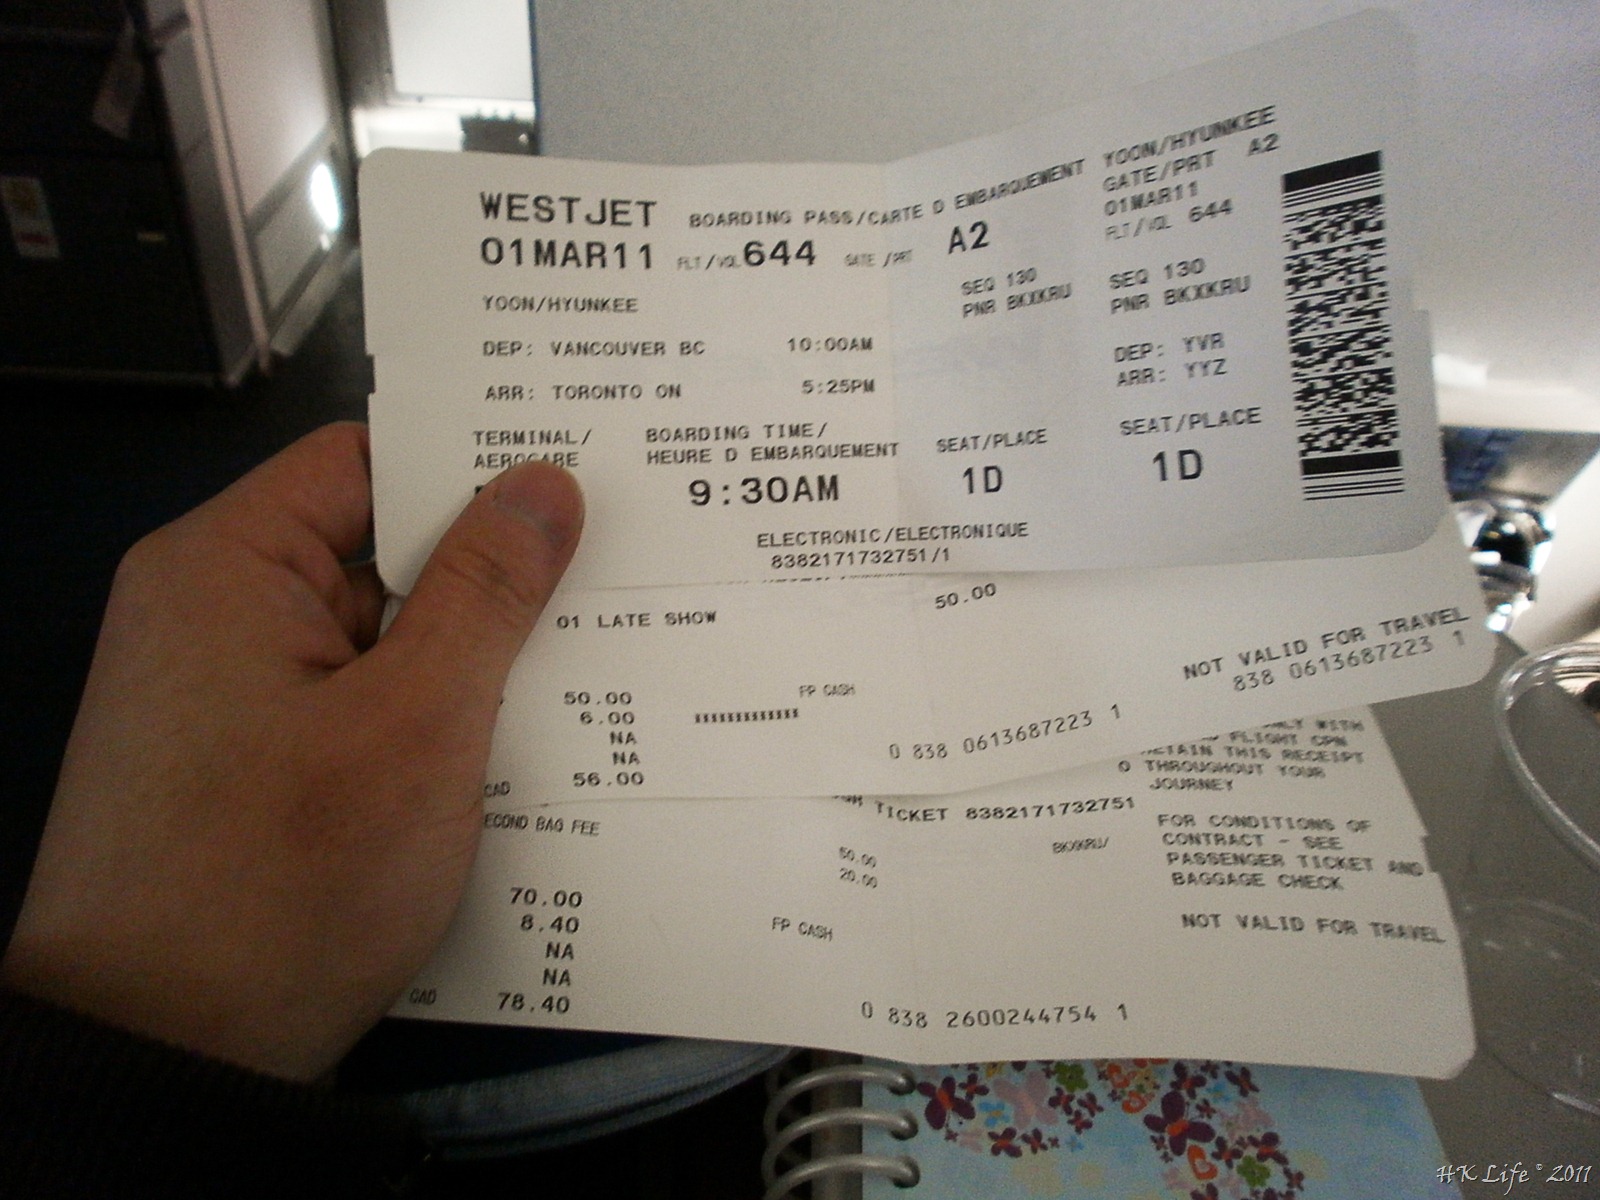 WESTJET BOARDING PASS/CARTE D EMBARQUEMENT YOON/HYUNKEE
01MAR11 FLT/VOL 644 GATE /PRT A2
GATE/PRT A2
01MAR11
FLT/VOL 644
YOON/HYUNKEE
SEQ 130
PNR BKXKRU
SEQ 130
PNR BKXKRU
DEP: VANCOUVER BC 10:00AM
ARR: TORONTO ON 5:25PM
DEP: YVR
ARR: YYZ
TERMINAL/
AEROGARE
BOARDING TIME/
HEURE D EMBARQUEMENT
9:30AM
SEAT/PLACE
1D
SEAT/PLACE
1D
ELECTRONIC/ELECTRONIQUE
8382171732751/1
01 LATE SHOW 50.00
NOT VALID FOR TRAVEL
838 0613687223 1
50.00 FP CASH
6.00
NA
NA
CAD 56.00
0 838 0613687223 1
WITH
FLIGHT CPN
THIS RECEIPT
THROUGHOUT YOUR
JOURNEY
TICKET 8382171732751
ECOND BAG FEE
50.00 BKXKRU/
20.00
FOR CONDITIONS OF
CONTRACT - SEE
PASSENGER TICKET AND
BAGGAGE CHECK
70.00
8.40 FP CASH
NA
NA
CAD 78.40
NOT VALID FOR TRAVEL
0 838 2600244754 1
HK Life © 2011